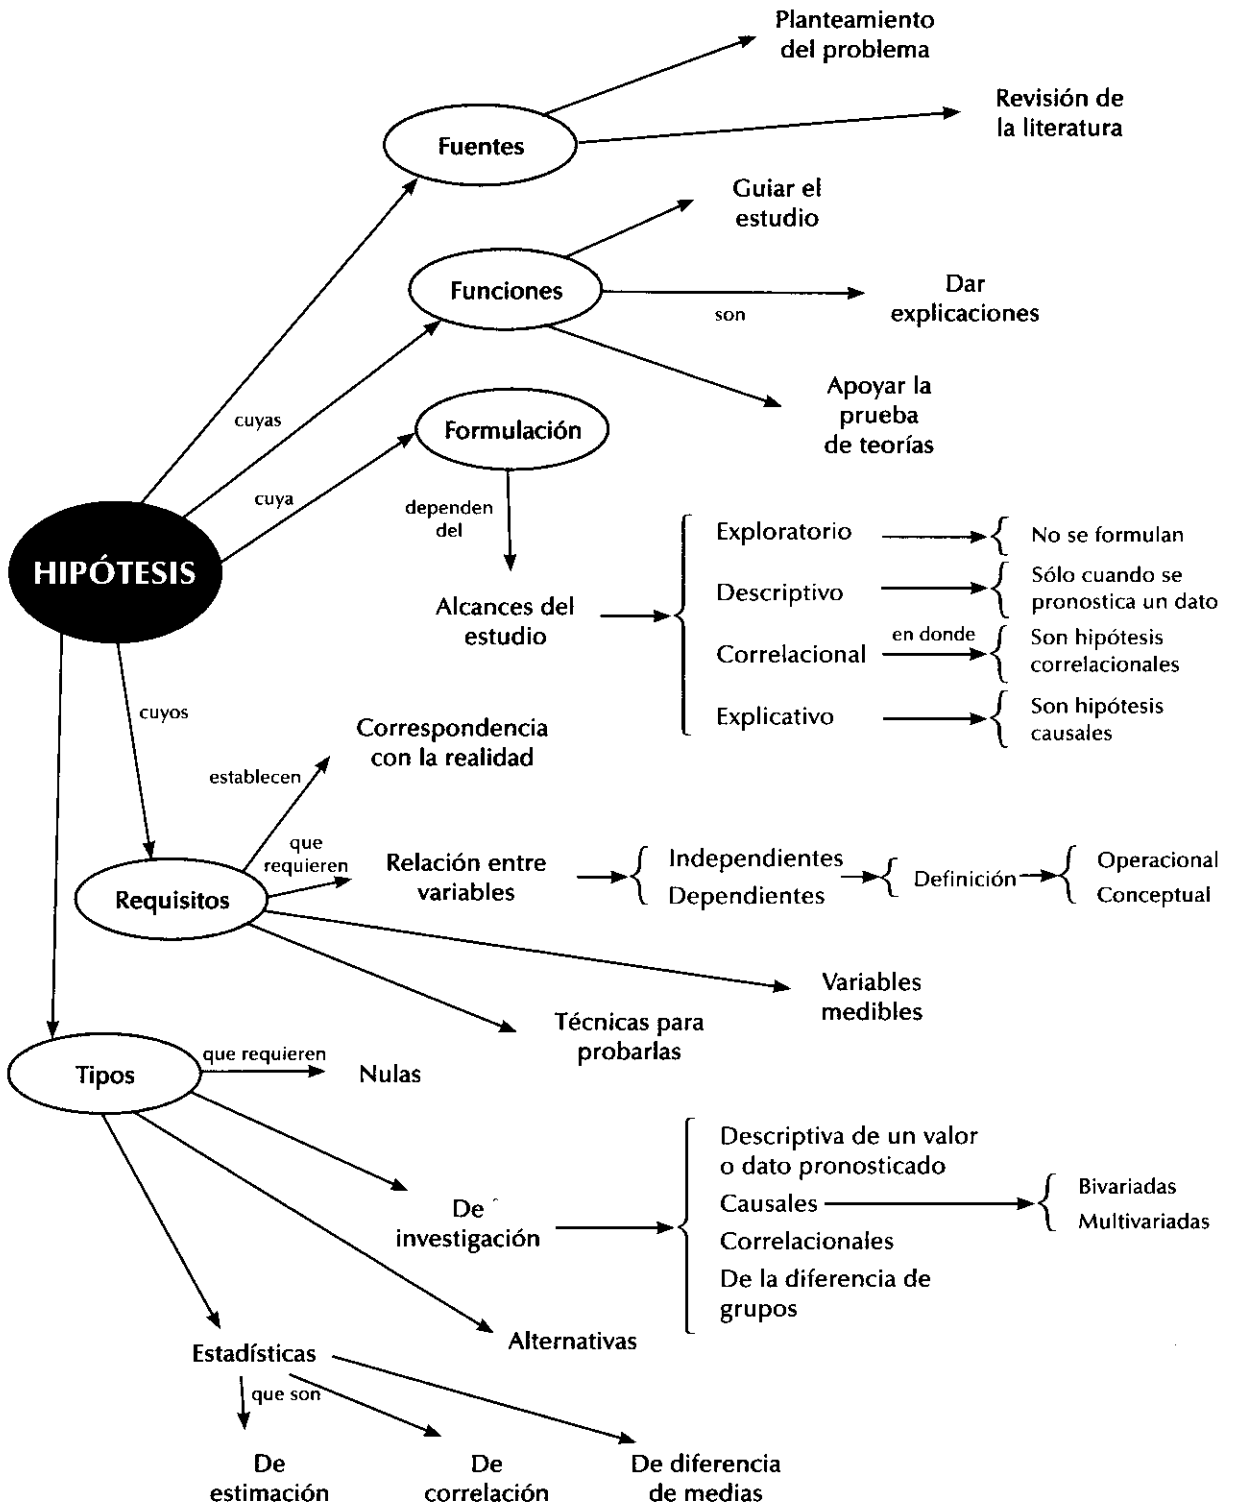 Planteamiento
del problema
Revisión de
la literatura
Fuentes
Guiar el
estudio
Funciones
son
Dar
explicaciones
Apoyar la
prueba
de teorías
cuyas
Formulación
cuya
dependen
del
HIPÓTESIS
Alcances del
estudio
Exploratorio
No se formulan
Descriptivo
Sólo cuando se
pronostica un dato
Correlacional
en donde
Son hipótesis
correlacionales
Explicativo
Son hipótesis
causales
cuyos
Correspondencia
con la realidad
establecen
que
requieren
Requisitos
Relación entre
variables
Independientes
Dependientes
Definición
Operacional
Conceptual
Variables
medibles
Técnicas para
probarlas
Tipos
que requieren
Nulas
De
investigación
Descriptiva de un valor
o dato pronosticado
Causales
Bivariadas
Multivariadas
Correlacionales
De la diferencia de
grupos
Alternativas
Estadísticas
que son
De
estimación
De
correlación
De diferencia
de medias